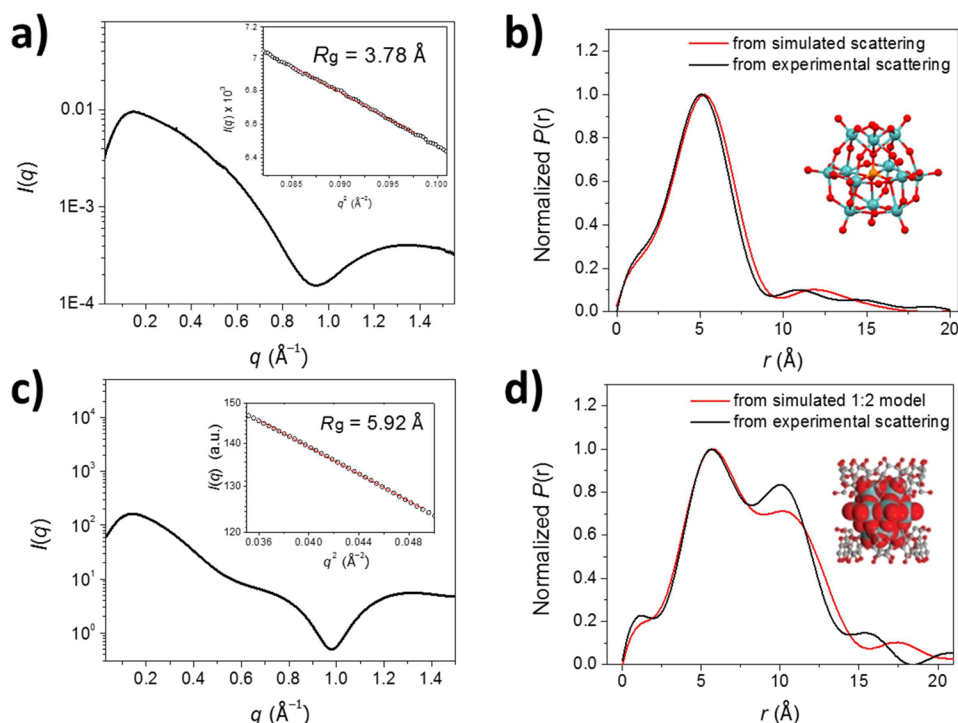 a)
I(q)
0.01
1E−3
1E−4
0.2 0.4 0.6 0.8 1.0 1.2 1.4
q (Å⁻¹)
Rg = 3.78 Å
I(q) x 10³
7.2
7.0
6.8
6.6
6.4
0.085 0.090 0.095 0.100
q² (Å⁻²)
b)
Normalized P(r)
1.2
1.0
0.8
0.6
0.4
0.2
0.0
0 5 10 15 20
r (Å)
from simulated scattering
from experimental scattering
c)
I(q)
10⁴
10³
10²
10¹
10⁰
0.2 0.4 0.6 0.8 1.0 1.2 1.4
q (Å⁻¹)
Rg = 5.92 Å
I(q) (a.u.)
150
140
130
120
0.036 0.040 0.044 0.048
q² (Å⁻²)
d)
Normalized P(r)
1.2
1.0
0.8
0.6
0.4
0.2
0.0
0 5 10 15 20
r (Å)
from simulated 1:2 model
from experimental scattering